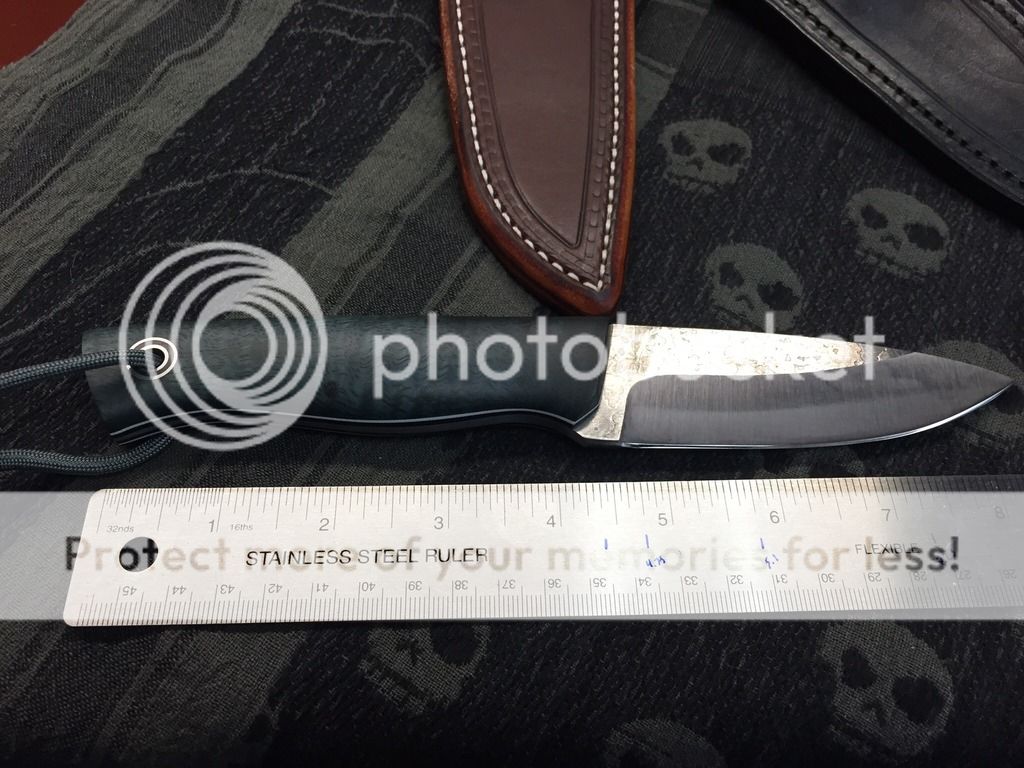 photobucket
1 2 3 4 5 6 7 8
32nds 16ths
Protect more of your memories for less!
STAINLESS STEEL RULER FLEXIBLE
45 44 43 42 41 40 39 38 37 36 35 34 33 32 31 30 29 28 27 26